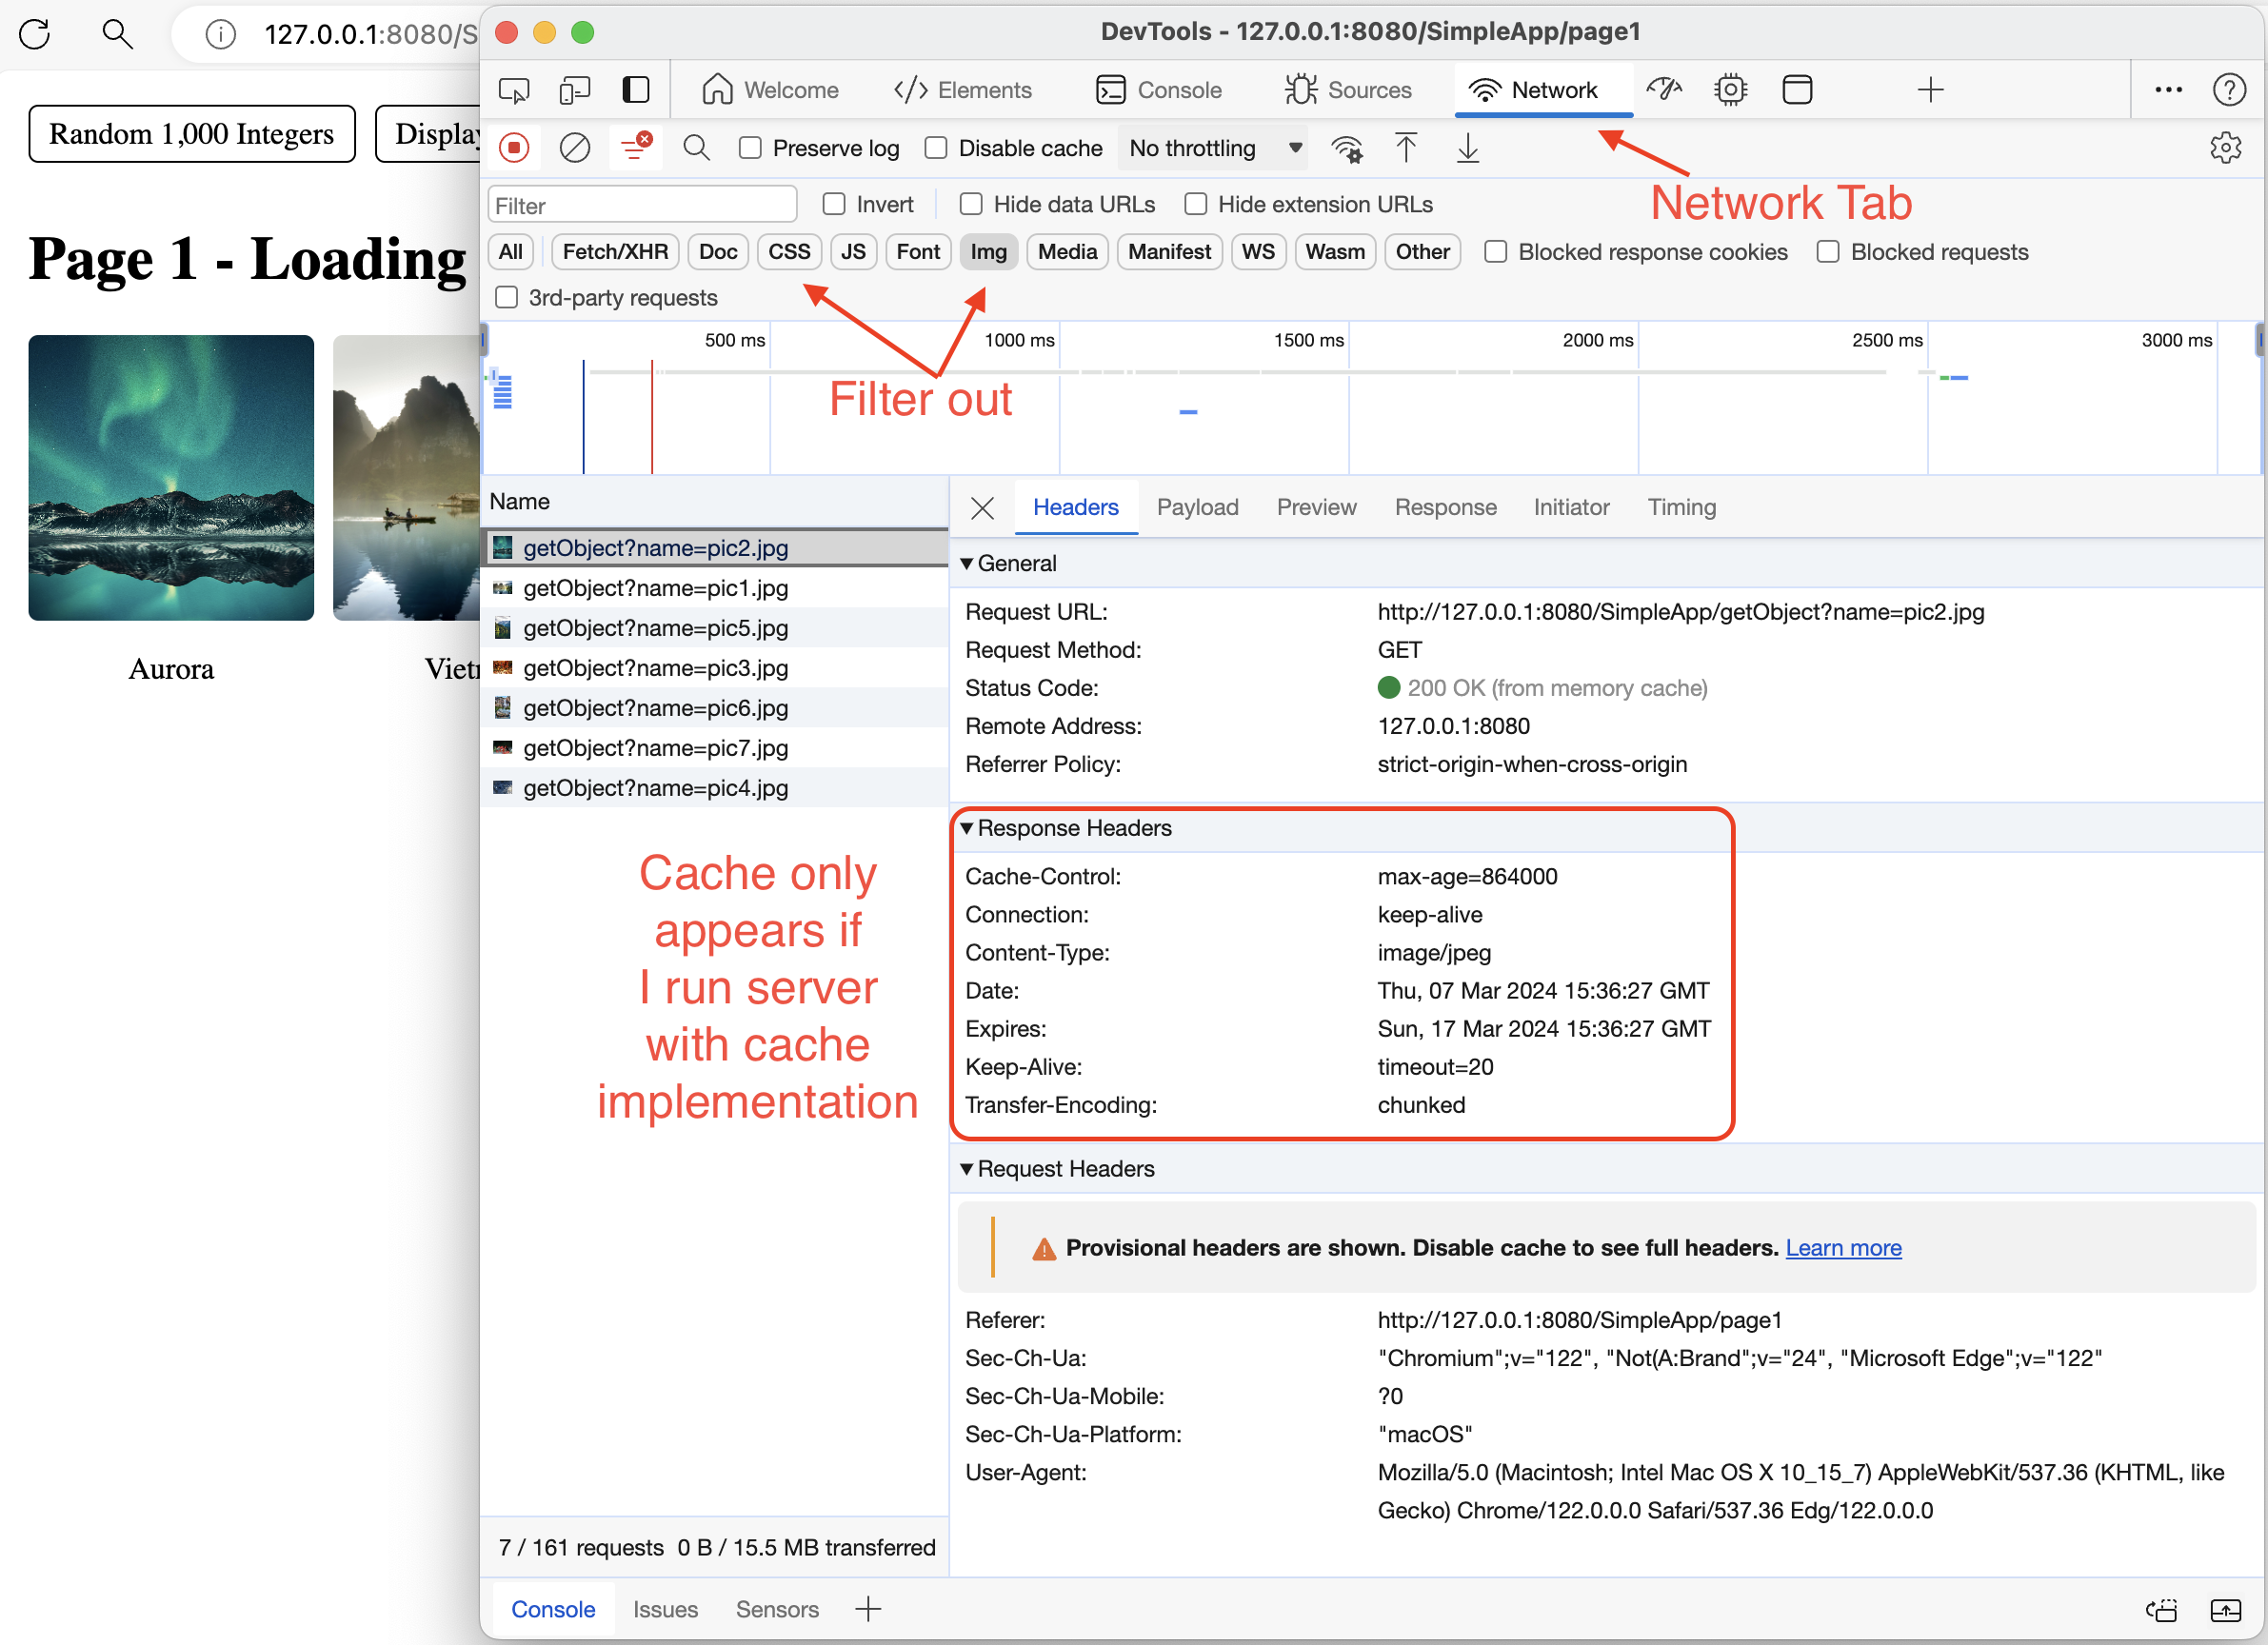 127.0.0.1:8080/S
Random 1,000 Integers
Display
Page 1 - Loading
Aurora
Vietn
DevTools - 127.0.0.1:8080/SimpleApp/page1
Welcome
Elements
Console
Sources
Network
Preserve log
Disable cache
No throttling
Network Tab
Filter
Invert
Hide data URLs
Hide extension URLs
All
Fetch/XHR
Doc
CSS
JS
Font
Img
Media
Manifest
WS
Wasm
Other
Blocked response cookies
Blocked requests
3rd-party requests
500 ms
1000 ms
1500 ms
2000 ms
2500 ms
3000 ms
Filter out
Name
getObject?name=pic2.jpg
getObject?name=pic1.jpg
getObject?name=pic5.jpg
getObject?name=pic3.jpg
getObject?name=pic6.jpg
getObject?name=pic7.jpg
getObject?name=pic4.jpg
Cache only
appears if
I run server
with cache
implementation
7 / 161 requests 0 B / 15.5 MB transferred
Headers
Payload
Preview
Response
Initiator
Timing
General
Request URL: http://127.0.0.1:8080/SimpleApp/getObject?name=pic2.jpg
Request Method: GET
Status Code: 200 OK (from memory cache)
Remote Address: 127.0.0.1:8080
Referrer Policy: strict-origin-when-cross-origin
Response Headers
Cache-Control: max-age=864000
Connection: keep-alive
Content-Type: image/jpeg
Date: Thu, 07 Mar 2024 15:36:27 GMT
Expires: Sun, 17 Mar 2024 15:36:27 GMT
Keep-Alive: timeout=20
Transfer-Encoding: chunked
Request Headers
Provisional headers are shown. Disable cache to see full headers. Learn more
Referer: http://127.0.0.1:8080/SimpleApp/page1
Sec-Ch-Ua: "Chromium";v="122", "Not(A:Brand";v="24", "Microsoft Edge";v="122"
Sec-Ch-Ua-Mobile: ?0
Sec-Ch-Ua-Platform: "macOS"
User-Agent: Mozilla/5.0 (Macintosh; Intel Mac OS X 10_15_7) AppleWebKit/537.36 (KHTML, like
Gecko) Chrome/122.0.0.0 Safari/537.36 Edg/122.0.0.0
Console
Issues
Sensors